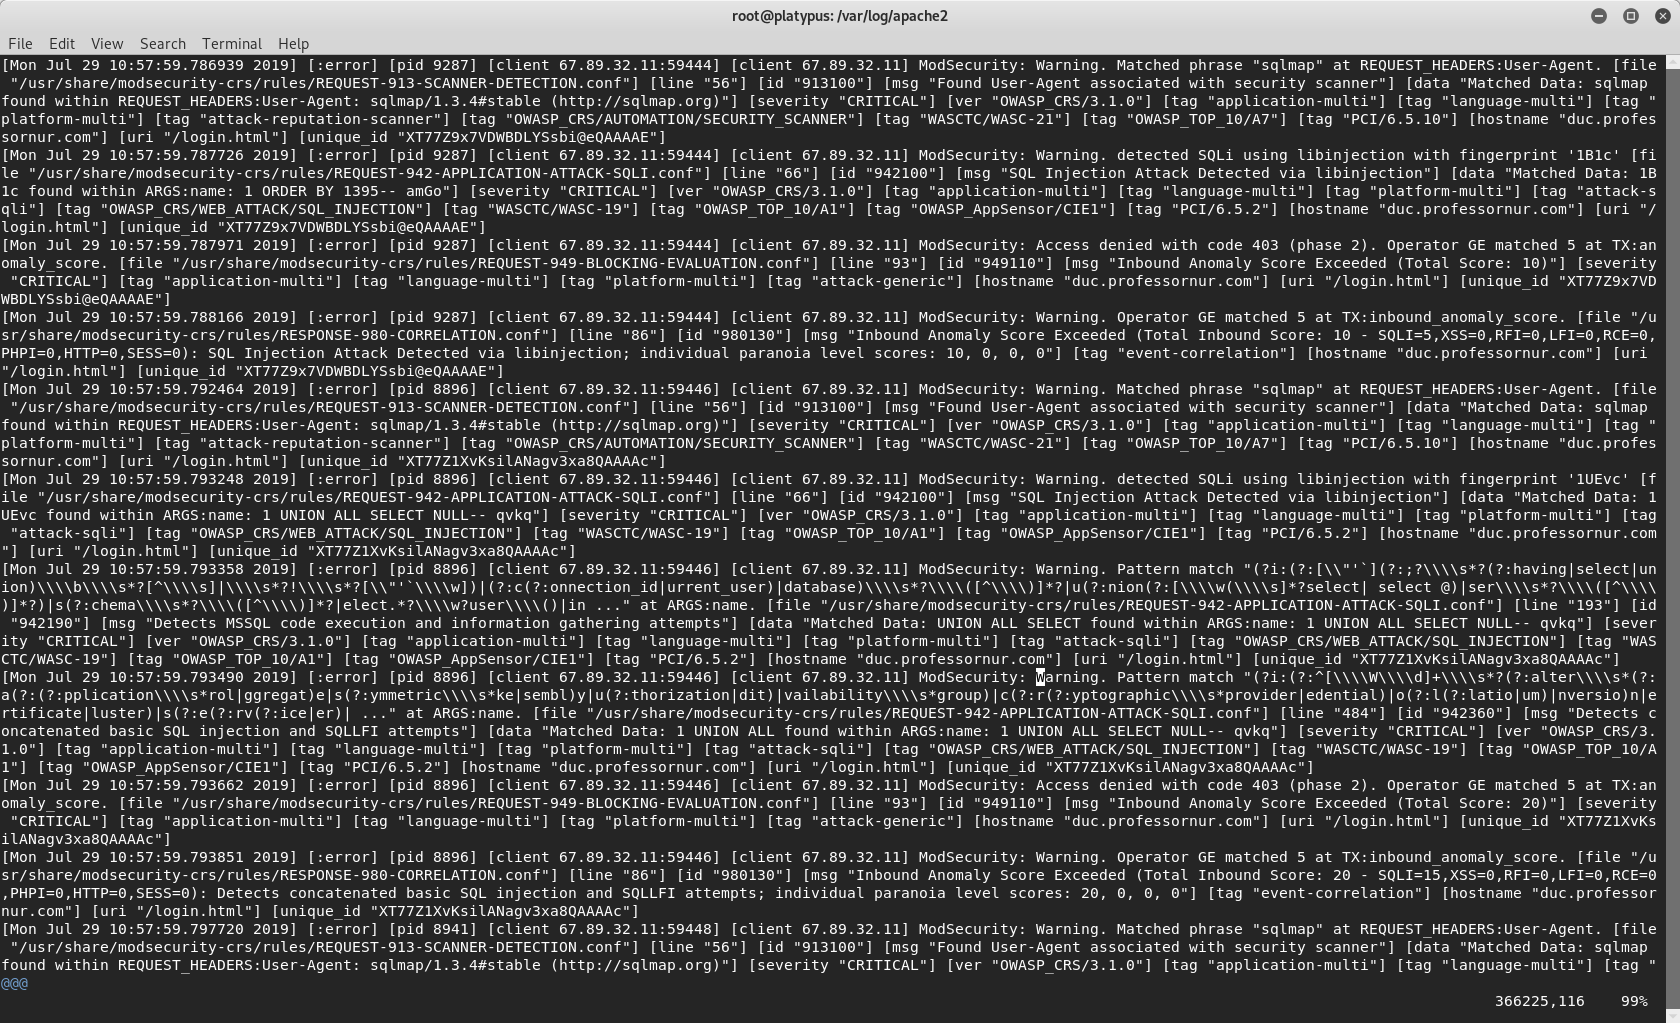 root@platypus: /var/log/apache2
File Edit View Search Terminal Help
[Mon Jul 29 10:57:59.786939 2019] [:error] [pid 9287] [client 67.89.32.11:59444] [client 67.89.32.11] ModSecurity: Warning. Matched phrase "sqlmap" at REQUEST_HEADERS:User-Agent. [file
"/usr/share/modsecurity-crs/rules/REQUEST-913-SCANNER-DETECTION.conf"] [line "56"] [id "913100"] [msg "Found User-Agent associated with security scanner"] [data "Matched Data: sqlmap
found within REQUEST_HEADERS:User-Agent: sqlmap/1.3.4#stable (http://sqlmap.org)"] [severity "CRITICAL"] [ver "OWASP_CRS/3.1.0"] [tag "application-multi"] [tag "language-multi"] [tag "
platform-multi"] [tag "attack-reputation-scanner"] [tag "OWASP_CRS/AUTOMATION/SECURITY_SCANNER"] [tag "WASCTC/WASC-21"] [tag "OWASP_TOP_10/A7"] [tag "PCI/6.5.10"] [hostname "duc.profes
sornur.com"] [uri "/login.html"] [unique_id "XT77Z9x7VDWBDLYSsbi@eQAAAAE"]
[Mon Jul 29 10:57:59.787726 2019] [:error] [pid 9287] [client 67.89.32.11:59444] [client 67.89.32.11] ModSecurity: Warning. detected SQLi using libinjection with fingerprint '1B1c' [fi
le "/usr/share/modsecurity-crs/rules/REQUEST-942-APPLICATION-ATTACK-SQLI.conf"] [line "66"] [id "942100"] [msg "SQL Injection Attack Detected via libinjection"] [data "Matched Data: 1B
1c found within ARGS:name: 1 ORDER BY 1395-- amGo"] [severity "CRITICAL"] [ver "OWASP_CRS/3.1.0"] [tag "application-multi"] [tag "language-multi"] [tag "platform-multi"] [tag "attack-s
qli"] [tag "OWASP_CRS/WEB_ATTACK/SQL_INJECTION"] [tag "WASCTC/WASC-19"] [tag "OWASP_TOP_10/A1"] [tag "OWASP_AppSensor/CIE1"] [tag "PCI/6.5.2"] [hostname "duc.professornur.com"] [uri "/
login.html"] [unique_id "XT77Z9x7VDWBDLYSsbi@eQAAAAE"]
[Mon Jul 29 10:57:59.787971 2019] [:error] [pid 9287] [client 67.89.32.11:59444] [client 67.89.32.11] ModSecurity: Access denied with code 403 (phase 2). Operator GE matched 5 at TX:an
omaly_score. [file "/usr/share/modsecurity-crs/rules/REQUEST-949-BLOCKING-EVALUATION.conf"] [line "93"] [id "949110"] [msg "Inbound Anomaly Score Exceeded (Total Score: 10)"] [severity
"CRITICAL"] [tag "application-multi"] [tag "language-multi"] [tag "platform-multi"] [tag "attack-generic"] [hostname "duc.professornur.com"] [uri "/login.html"] [unique_id "XT77Z9x7VD
WBDLYSsbi@eQAAAAE"]
[Mon Jul 29 10:57:59.788166 2019] [:error] [pid 9287] [client 67.89.32.11:59444] [client 67.89.32.11] ModSecurity: Warning. Operator GE matched 5 at TX:inbound_anomaly_score. [file "/u
sr/share/modsecurity-crs/rules/RESPONSE-980-CORRELATION.conf"] [line "86"] [id "980130"] [msg "Inbound Anomaly Score Exceeded (Total Inbound Score: 10 - SQLI=5,XSS=0,RFI=0,LFI=0,RCE=0,
PHPI=0,HTTP=0,SESS=0): SQL Injection Attack Detected via libinjection; individual paranoia level scores: 10, 0, 0, 0"] [tag "event-correlation"] [hostname "duc.professornur.com"] [uri
"/login.html"] [unique_id "XT77Z9x7VDWBDLYSsbi@eQAAAAE"]
[Mon Jul 29 10:57:59.792464 2019] [:error] [pid 8896] [client 67.89.32.11:59446] [client 67.89.32.11] ModSecurity: Warning. Matched phrase "sqlmap" at REQUEST_HEADERS:User-Agent. [file
"/usr/share/modsecurity-crs/rules/REQUEST-913-SCANNER-DETECTION.conf"] [line "56"] [id "913100"] [msg "Found User-Agent associated with security scanner"] [data "Matched Data: sqlmap
found within REQUEST_HEADERS:User-Agent: sqlmap/1.3.4#stable (http://sqlmap.org)"] [severity "CRITICAL"] [ver "OWASP_CRS/3.1.0"] [tag "application-multi"] [tag "language-multi"] [tag "
platform-multi"] [tag "attack-reputation-scanner"] [tag "OWASP_CRS/AUTOMATION/SECURITY_SCANNER"] [tag "WASCTC/WASC-21"] [tag "OWASP_TOP_10/A7"] [tag "PCI/6.5.10"] [hostname "duc.profes
sornur.com"] [uri "/login.html"] [unique_id "XT77Z1XvKsilANagv3xa8QAAAAc"]
[Mon Jul 29 10:57:59.793248 2019] [:error] [pid 8896] [client 67.89.32.11:59446] [client 67.89.32.11] ModSecurity: Warning. detected SQLi using libinjection with fingerprint '1UEvc' [f
ile "/usr/share/modsecurity-crs/rules/REQUEST-942-APPLICATION-ATTACK-SQLI.conf"] [line "66"] [id "942100"] [msg "SQL Injection Attack Detected via libinjection"] [data "Matched Data: 1
UEvc found within ARGS:name: 1 UNION ALL SELECT NULL-- qvkq"] [severity "CRITICAL"] [ver "OWASP_CRS/3.1.0"] [tag "application-multi"] [tag "language-multi"] [tag "platform-multi"] [tag
"attack-sqli"] [tag "OWASP_CRS/WEB_ATTACK/SQL_INJECTION"] [tag "WASCTC/WASC-19"] [tag "OWASP_TOP_10/A1"] [tag "OWASP_AppSensor/CIE1"] [tag "PCI/6.5.2"] [hostname "duc.professornur.com
"] [uri "/login.html"] [unique_id "XT77Z1XvKsilANagv3xa8QAAAAc"]
[Mon Jul 29 10:57:59.793358 2019] [:error] [pid 8896] [client 67.89.32.11:59446] [client 67.89.32.11] ModSecurity: Warning. Pattern match "(?i:(?:[\\"'`](?:;?\\\\s*?(?:having|select|un
ion)\\\\b\\\\s*?[^\\\\s]|\\\\s*?!\\\\s*?[\\"'`\\\\w])|(?:c(?:onnection_id|urrent_user)|database)\\\\s*?\\\\([^\\\\)]*?|u(?:nion(?:[\\\\w(\\\\s]*?select| select @)|ser\\\\s*?\\\\([^\\\\
)]*?)|s(?:chema\\\\s*?\\\\([^\\\\)]*?|elect.*?\\\\w?user\\\\()|in ..." at ARGS:name. [file "/usr/share/modsecurity-crs/rules/REQUEST-942-APPLICATION-ATTACK-SQLI.conf"] [line "193"] [id
"942190"] [msg "Detects MSSQL code execution and information gathering attempts"] [data "Matched Data: UNION ALL SELECT found within ARGS:name: 1 UNION ALL SELECT NULL-- qvkq"] [sever
ity "CRITICAL"] [ver "OWASP_CRS/3.1.0"] [tag "application-multi"] [tag "language-multi"] [tag "platform-multi"] [tag "attack-sqli"] [tag "OWASP_CRS/WEB_ATTACK/SQL_INJECTION"] [tag "WAS
CTC/WASC-19"] [tag "OWASP_TOP_10/A1"] [tag "OWASP_AppSensor/CIE1"] [tag "PCI/6.5.2"] [hostname "duc.professornur.com"] [uri "/login.html"] [unique_id "XT77Z1XvKsilANagv3xa8QAAAAc"]
[Mon Jul 29 10:57:59.793490 2019] [:error] [pid 8896] [client 67.89.32.11:59446] [client 67.89.32.11] ModSecurity: Warning. Pattern match "(?i:(?:^[\\\\W\\\\d]+\\\\s*?(?:alter\\\\s*(?:
a(?:(?:pplication\\\\s*rol|ggregat)e|s(?:ymmetric\\\\s*ke|sembl)y|u(?:thorization|dit)|vailability\\\\s*group)|c(?:r(?:yptographic\\\\s*provider|edential)|o(?:l(?:latio|um)|nversio)n|e
rtificate|luster)|s(?:e(?:rv(?:ice|er)| ..." at ARGS:name. [file "/usr/share/modsecurity-crs/rules/REQUEST-942-APPLICATION-ATTACK-SQLI.conf"] [line "484"] [id "942360"] [msg "Detects c
oncatenated basic SQL injection and SQLLFI attempts"] [data "Matched Data: 1 UNION ALL found within ARGS:name: 1 UNION ALL SELECT NULL-- qvkq"] [severity "CRITICAL"] [ver "OWASP_CRS/3.
1.0"] [tag "application-multi"] [tag "language-multi"] [tag "platform-multi"] [tag "attack-sqli"] [tag "OWASP_CRS/WEB_ATTACK/SQL_INJECTION"] [tag "WASCTC/WASC-19"] [tag "OWASP_TOP_10/A
1"] [tag "OWASP_AppSensor/CIE1"] [tag "PCI/6.5.2"] [hostname "duc.professornur.com"] [uri "/login.html"] [unique_id "XT77Z1XvKsilANagv3xa8QAAAAc"]
[Mon Jul 29 10:57:59.793662 2019] [:error] [pid 8896] [client 67.89.32.11:59446] [client 67.89.32.11] ModSecurity: Access denied with code 403 (phase 2). Operator GE matched 5 at TX:an
omaly_score. [file "/usr/share/modsecurity-crs/rules/REQUEST-949-BLOCKING-EVALUATION.conf"] [line "93"] [id "949110"] [msg "Inbound Anomaly Score Exceeded (Total Score: 20)"] [severity
"CRITICAL"] [tag "application-multi"] [tag "language-multi"] [tag "platform-multi"] [tag "attack-generic"] [hostname "duc.professornur.com"] [uri "/login.html"] [unique_id "XT77Z1XvKs
ilANagv3xa8QAAAAc"]
[Mon Jul 29 10:57:59.793851 2019] [:error] [pid 8896] [client 67.89.32.11:59446] [client 67.89.32.11] ModSecurity: Warning. Operator GE matched 5 at TX:inbound_anomaly_score. [file "/u
sr/share/modsecurity-crs/rules/RESPONSE-980-CORRELATION.conf"] [line "86"] [id "980130"] [msg "Inbound Anomaly Score Exceeded (Total Inbound Score: 20 - SQLI=15,XSS=0,RFI=0,LFI=0,RCE=0
,PHPI=0,HTTP=0,SESS=0): Detects concatenated basic SQL injection and SQLLFI attempts; individual paranoia level scores: 20, 0, 0, 0"] [tag "event-correlation"] [hostname "duc.professor
nur.com"] [uri "/login.html"] [unique_id "XT77Z1XvKsilANagv3xa8QAAAAc"]
[Mon Jul 29 10:57:59.797720 2019] [:error] [pid 8941] [client 67.89.32.11:59448] [client 67.89.32.11] ModSecurity: Warning. Matched phrase "sqlmap" at REQUEST_HEADERS:User-Agent. [file
"/usr/share/modsecurity-crs/rules/REQUEST-913-SCANNER-DETECTION.conf"] [line "56"] [id "913100"] [msg "Found User-Agent associated with security scanner"] [data "Matched Data: sqlmap
found within REQUEST_HEADERS:User-Agent: sqlmap/1.3.4#stable (http://sqlmap.org)"] [severity "CRITICAL"] [ver "OWASP_CRS/3.1.0"] [tag "application-multi"] [tag "language-multi"] [tag "
@@@
366225,116 99%